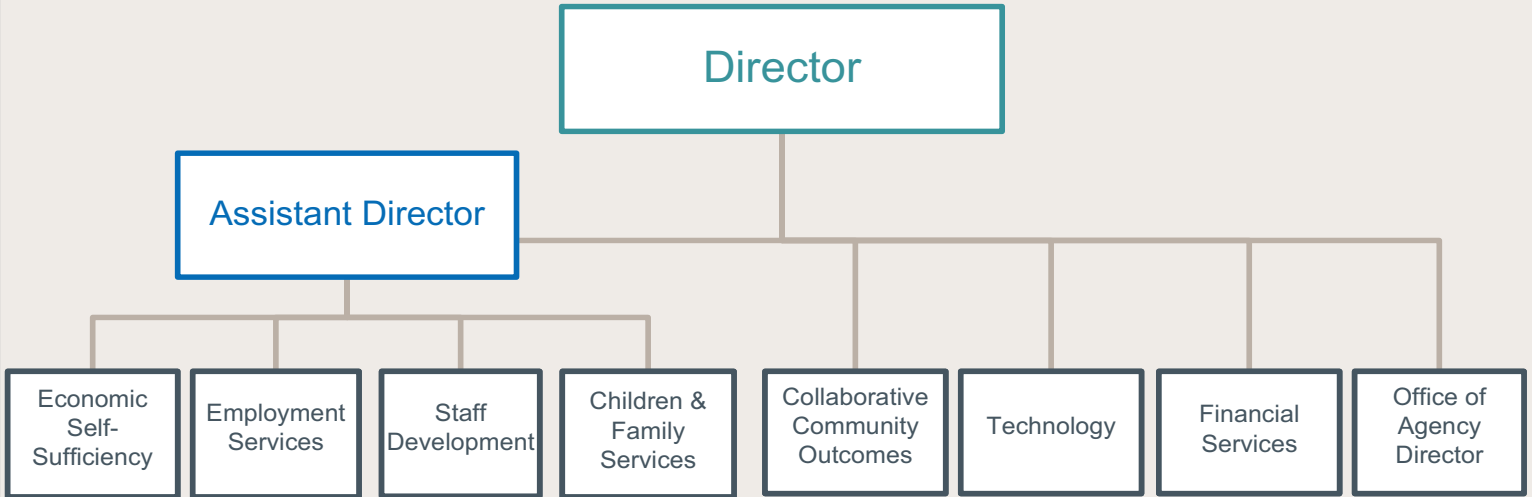 Director
Assistant Director
Economic
Self-
Sufficiency
Employment
Services
Staff
Development
Children &
Family
Services
Collaborative
Community
Outcomes
Technology
Financial
Services
Office of
Agency
Director